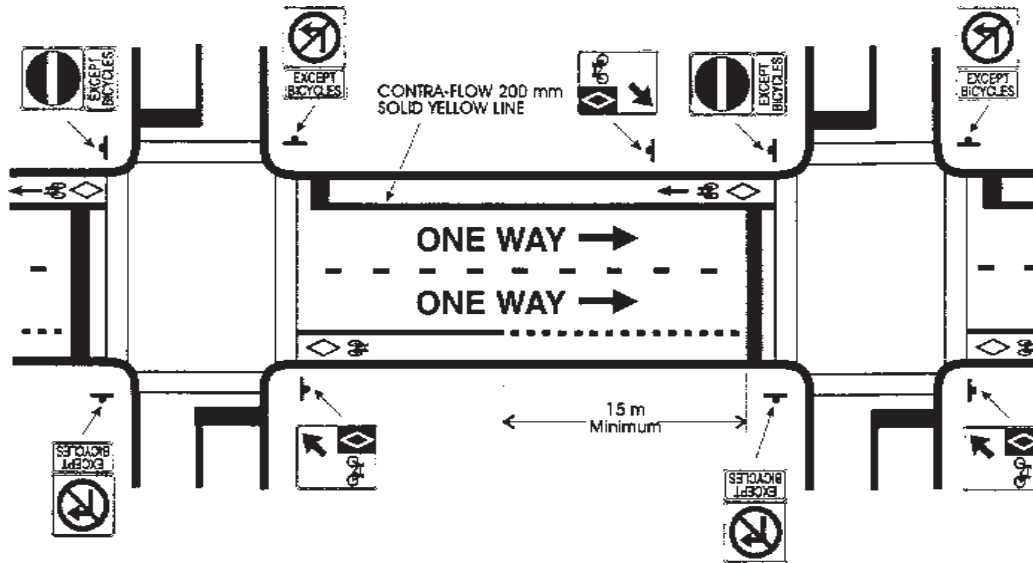 EXCEPT
BICYCLES
EXCEPT
BICYCLES
EXCEPT
BICYCLES
EXCEPT
BICYCLES
CONTRA-FLOW 200 mm
SOLID YELLOW LINE
ONE WAY
ONE WAY
15 m
Minimum
EXCEPT
BICYCLES
EXCEPT
BICYCLES